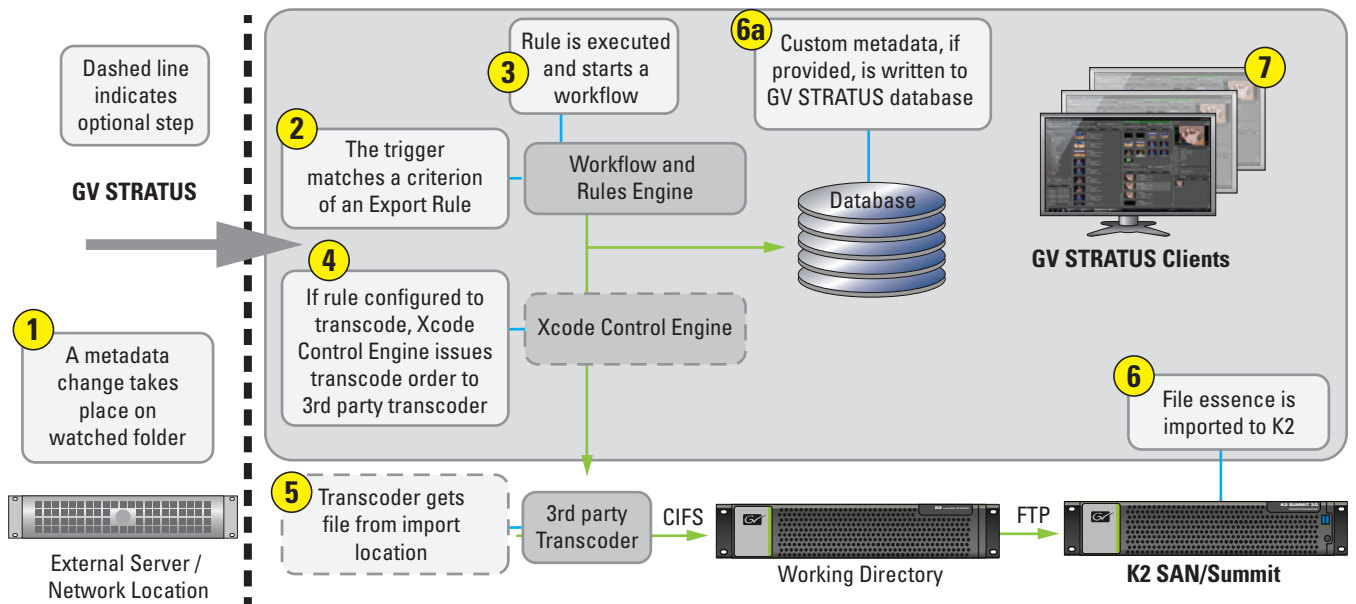 Dashed line
indicates
optional step
GV STRATUS
1
A metadata
change takes
place on
watched folder
External Server /
Network Location
2
The trigger
matches a criterion
of an Export Rule
3
Rule is executed
and starts a
workflow
Workflow and
Rules Engine
6a
Custom metadata, if
provided, is written to
GV STRATUS database
Database
7
GV STRATUS Clients
4
If rule configured to
transcode, Xcode
Control Engine issues
transcode order to
3rd party transcoder
Xcode Control Engine
5
Transcoder gets
file from import
location
3rd party
Transcoder
CIFS
K2
Working Directory
FTP
6
File essence is
imported to K2
K2 SUMMIT 3G
K2 SAN/Summit